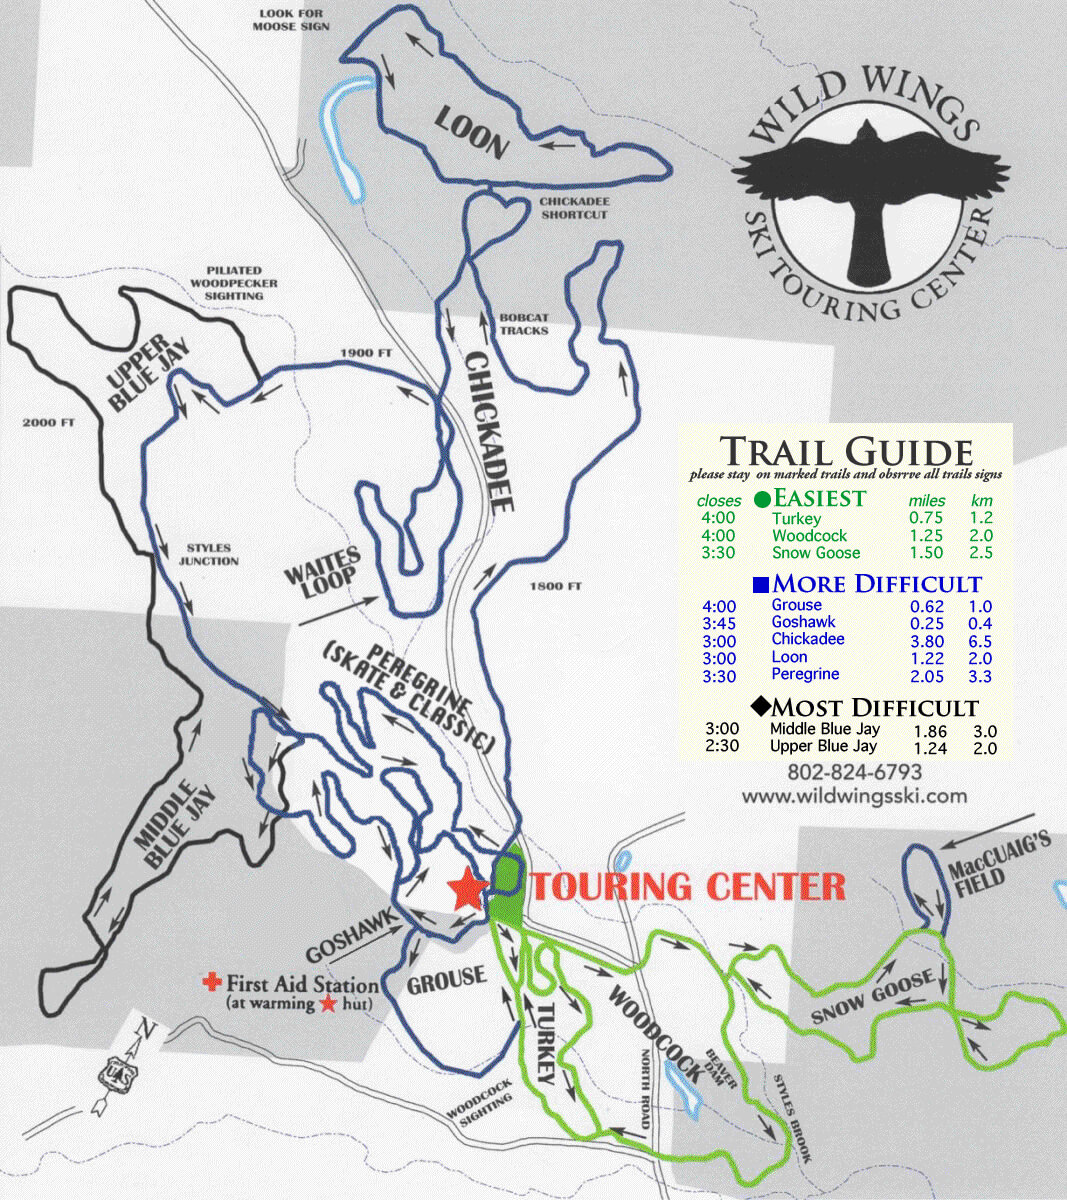 LOOK FOR
MOOSE SIGN
LOON
WILD WINGS
SKI TOURING CENTER
CHICKADEE
SHORTCUT
PILIATED
WOODPECKER
SIGHTING
BOBCAT
TRACKS
UPPER
BLUE JAY
1900 FT
CHICKADEE
2000 FT
TRAIL GUIDE
please stay on marked trails and obsrrve all trails signs
closes EASIEST miles km
4:00 Turkey 0.75 1.2
4:00 Woodcock 1.25 2.0
3:30 Snow Goose 1.50 2.5
MORE DIFFICULT
4:00 Grouse 0.62 1.0
3:45 Goshawk 0.25 0.4
3:00 Chickadee 3.80 6.5
3:00 Loon 1.22 2.0
3:30 Peregrine 2.05 3.3
MOST DIFFICULT
3:00 Middle Blue Jay 1.86 3.0
2:30 Upper Blue Jay 1.24 2.0
802-824-6793
www.wildwingsski.com
STYLES
JUNCTION
WAITES
LOOP
1800 FT
PEREGRINE
(SKATE & CLASSIC)
MIDDLE
BLUE JAY
MacCUAIG'S
FIELD
TOURING CENTER
GOSHAWK
First Aid Station
(at warming hut)
GROUSE
SNOW GOOSE
TURKEY
WOODCOCK
N
US
WOODCOCK
SIGHTING
NORTH ROAD
BEAVER
DAM
STYLES BROOK